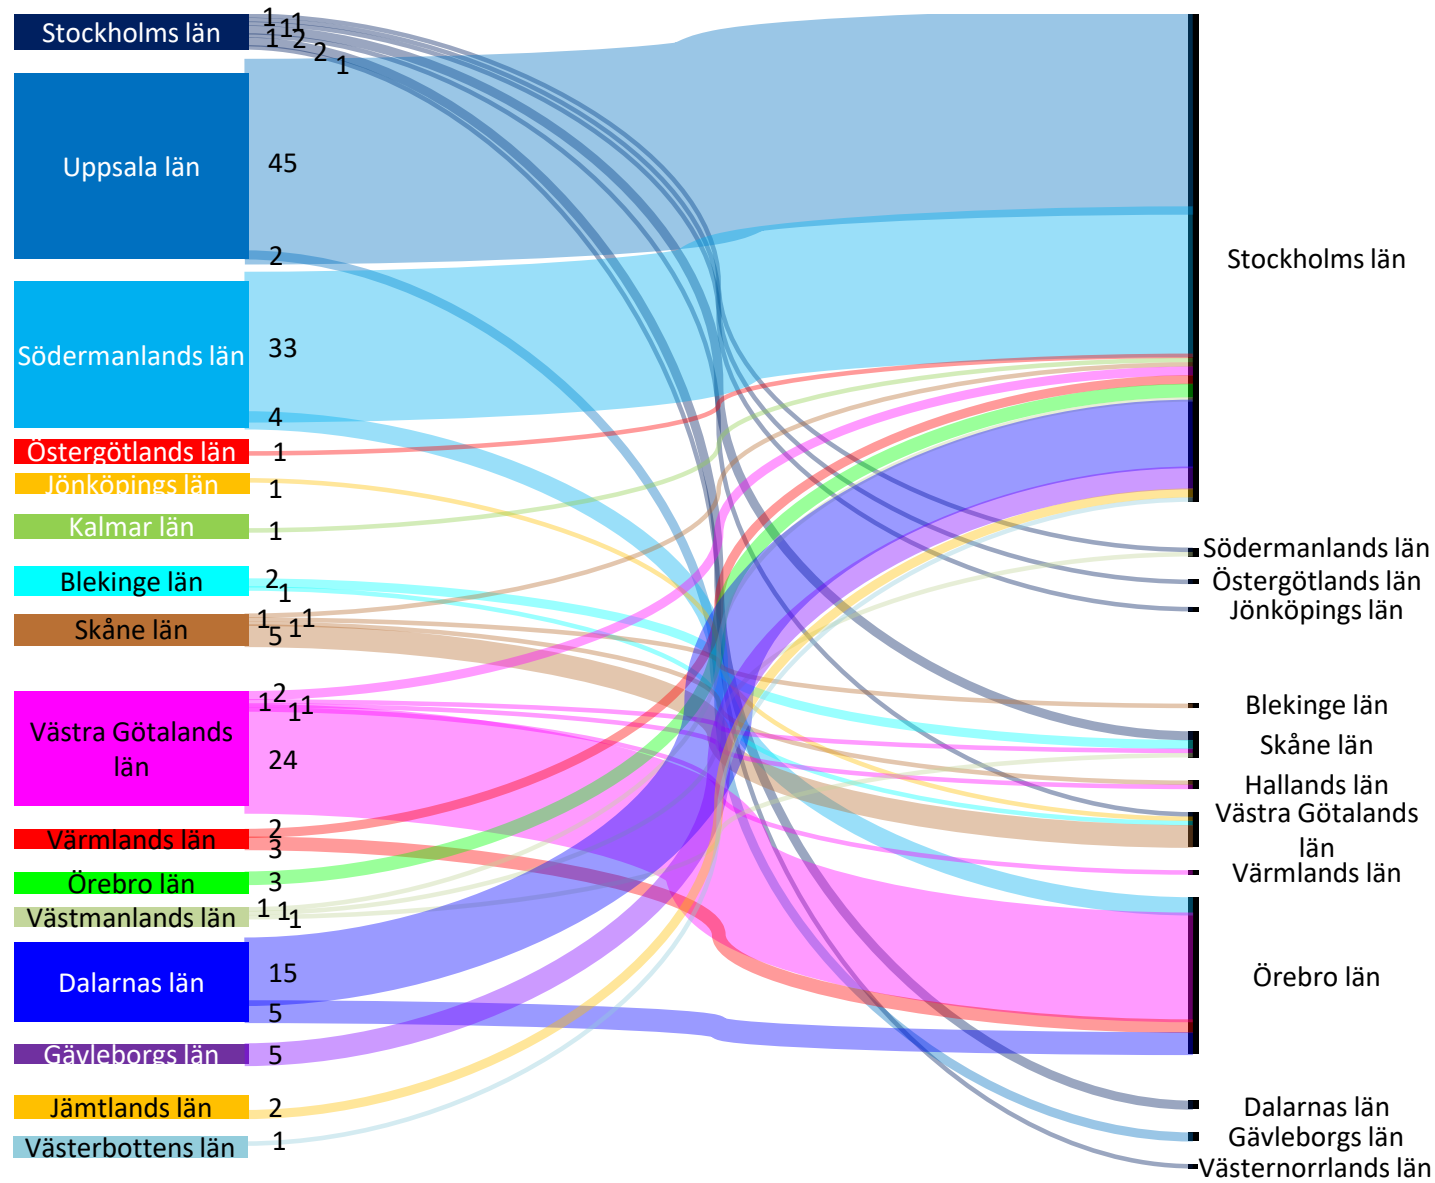 Stockholms län
1
1
1
1
2
2
1
Uppsala län
45
2
Södermanlands län
33
4
Östergötlands län
1
Jönköpings län
1
Kalmar län
1
Blekinge län
2
1
Skåne län
1
5
1
1
Västra Götalands
län
2
1
1
1
24
Värmlands län
2
3
Örebro län
3
Västmanlands län
1
1
1
Dalarnas län
15
5
Gävleborgs län
5
Jämtlands län
2
Västerbottens län
1
Stockholms län
Södermanlands län
Östergötlands län
Jönköpings län
Blekinge län
Skåne län
Hallands län
Västra Götalands
län
Värmlands län
Örebro län
Dalarnas län
Gävleborgs län
Västernorrlands län